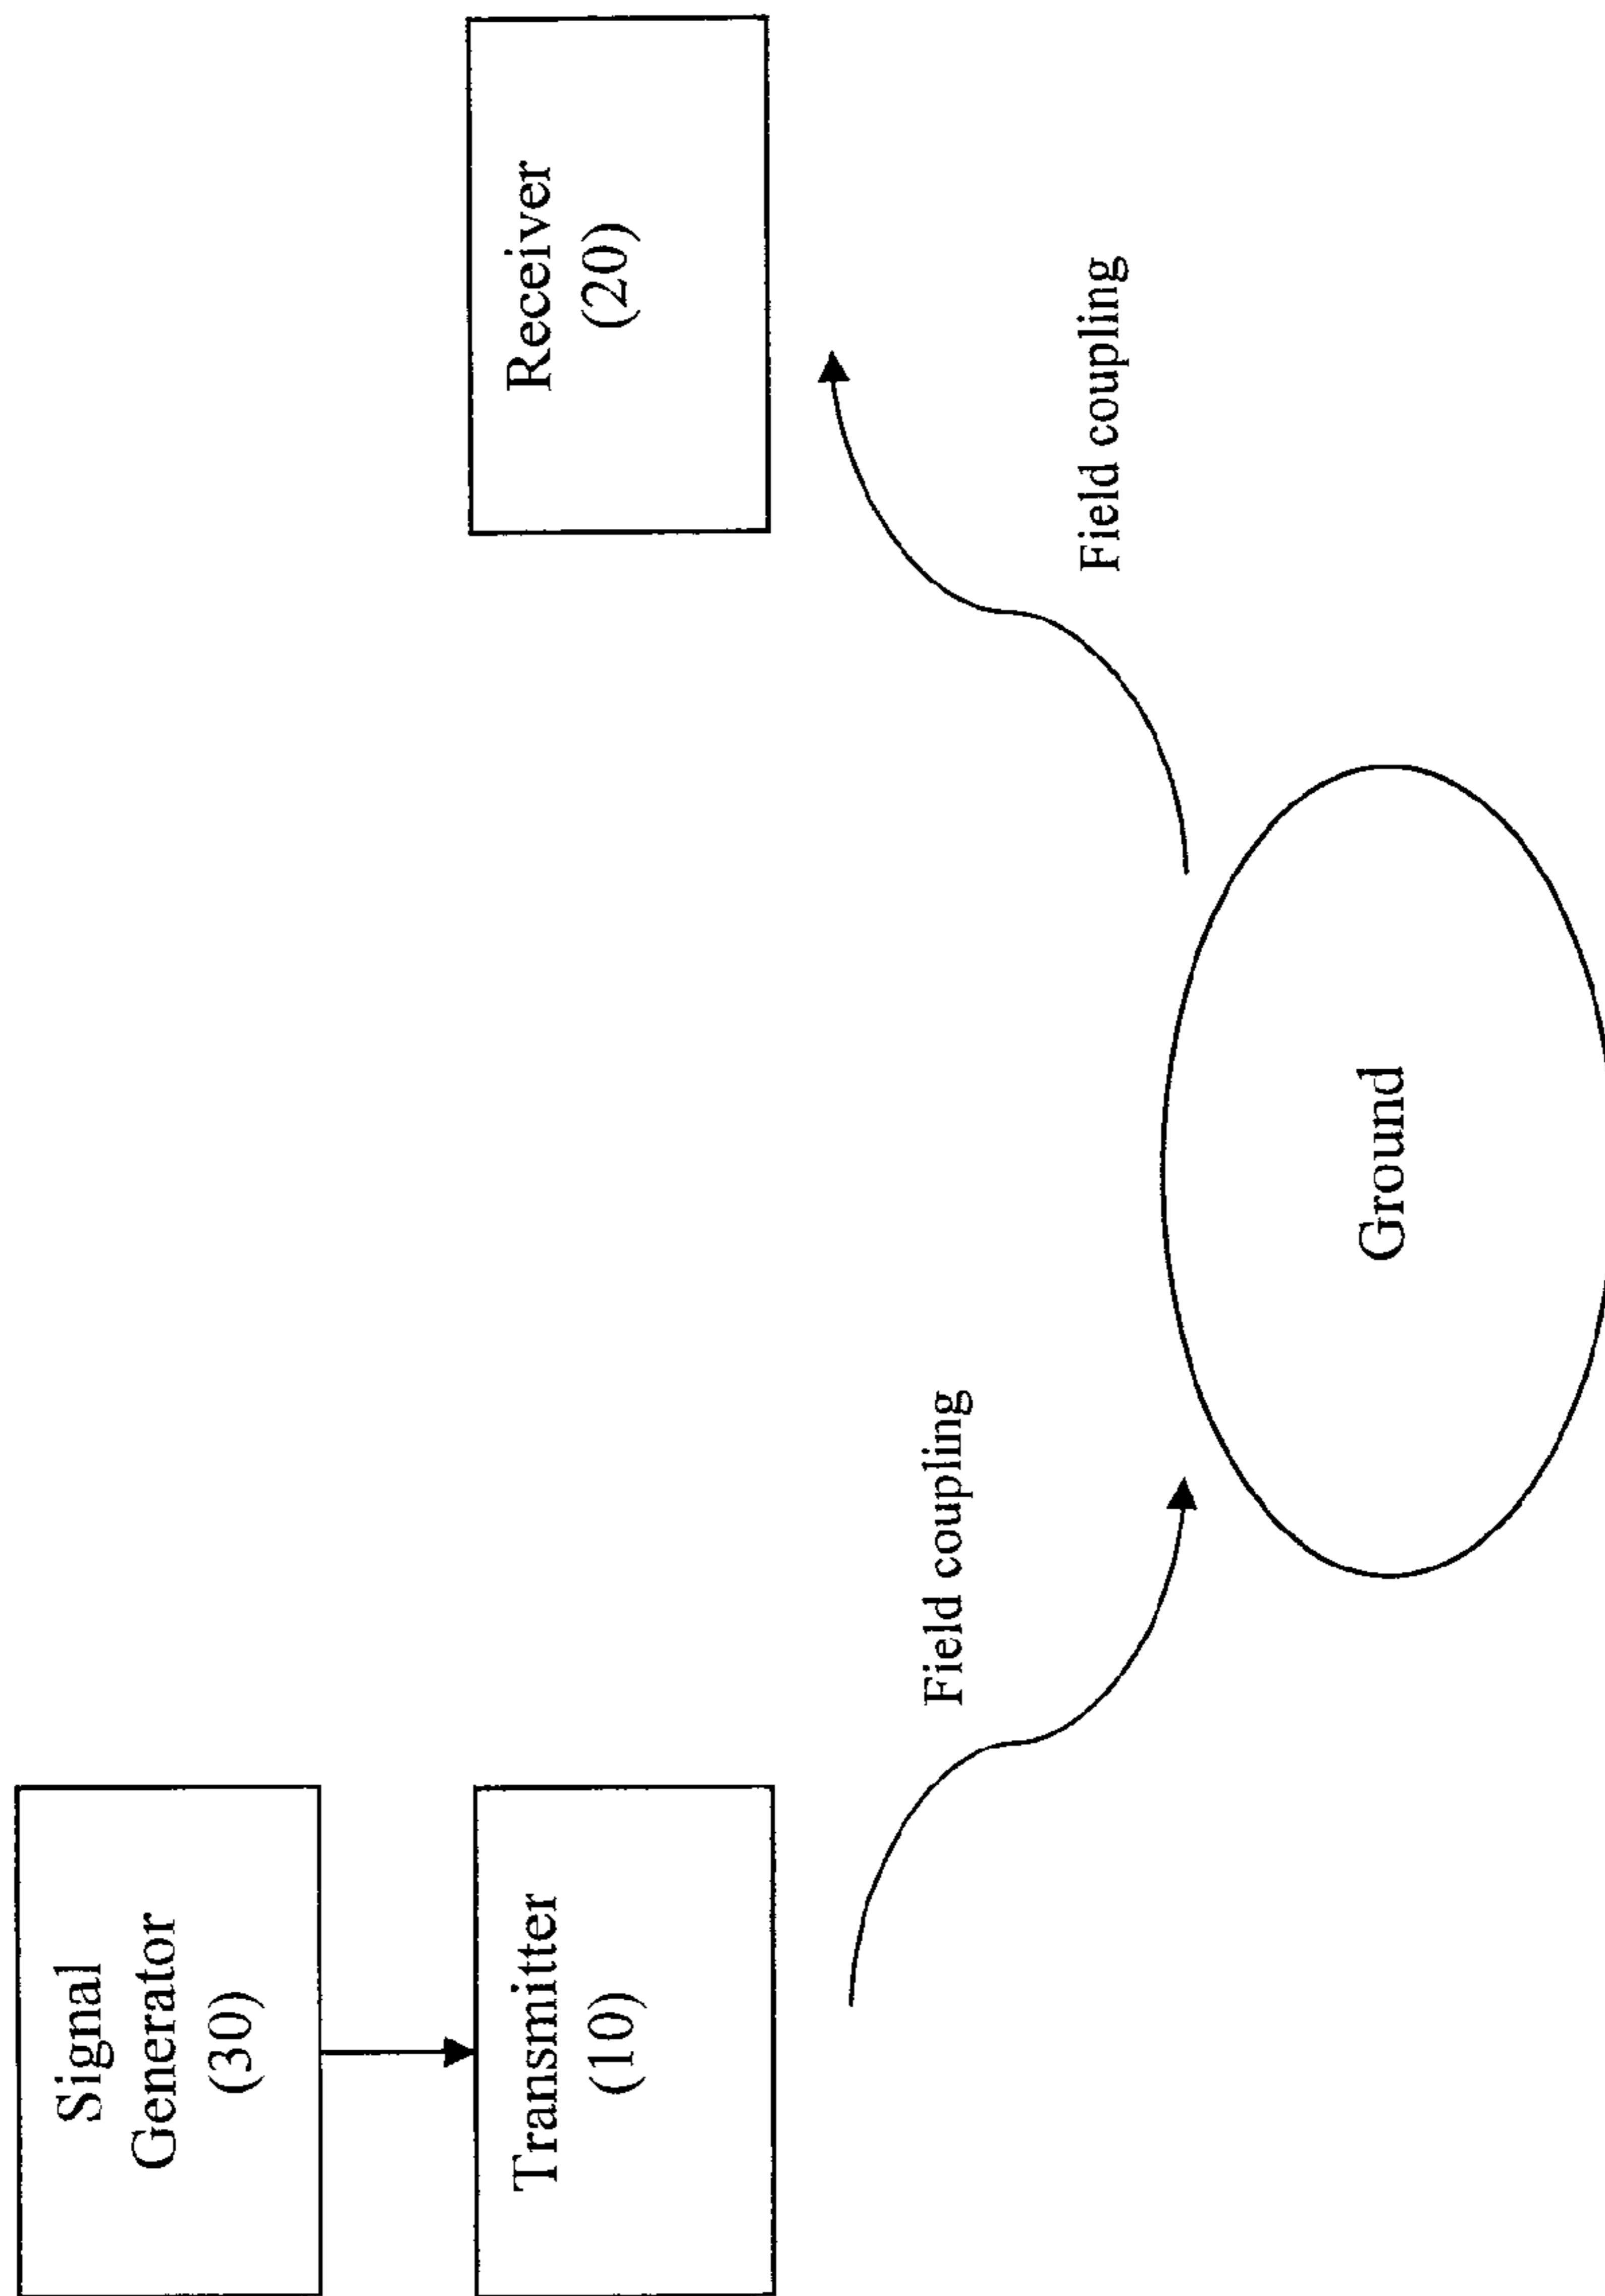 Signal
Generator
(30)
Transmitter
(10)
Field coupling
Ground
Field coupling
Receiver
(20)